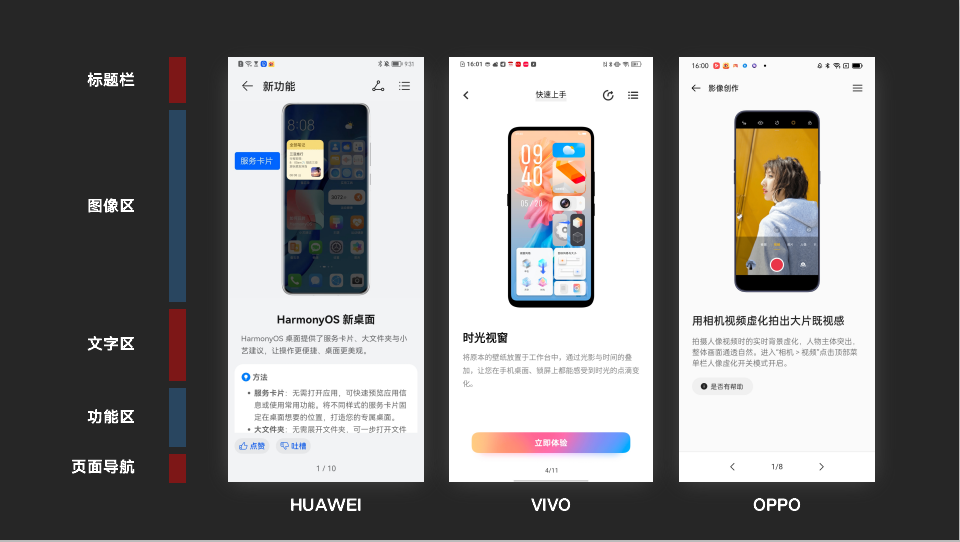 标题栏
图像区
文字区
功能区
页面导航
9:31
新功能
8:08
服务卡片
HarmonyOS 新桌面
HarmonyOS 桌面提供了服务卡片、大文件夹与小
艺建议，让操作更便捷，桌面更美观。
方法
• 服务卡片：无需打开应用，可快速预览应用信
息或使用常用功能。将不同样式的服务卡片固
定在桌面想要的位置，打造您的专属桌面。
• 大文件夹：无需展开文件夹，可一步打开文件
点赞
吐槽
1 / 10
HUAWEI
16:01
快速上手
09
40
05/20
时光视窗
将原本的壁纸放置于工作台中，通过光影与时间的叠
加，让您在手机桌面、锁屏上都能感受到时光的点滴变
化。
立即体验
4/11
VIVO
16:00
影像创作
用相机视频虚化拍出大片既视感
拍摄人像视频时的实时背景虚化，人物主体突出，
整体画面通透自然。进入“相机 > 视频”点击顶部菜
单栏人像虚化开关模式开启。
是否有帮助
1/8
OPPO